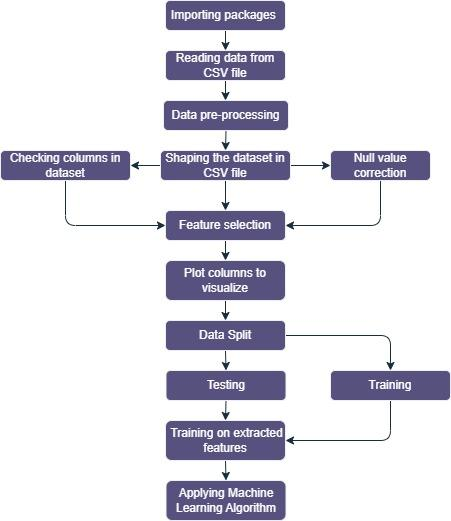 Importing packages
Reading data from
CSV file
Data pre-processing
Checking columns in
dataset
Shaping the dataset in
CSV file
Null value
correction
Feature selection
Plot columns to
visualize
Data Split
Testing
Training
Training on extracted
features
Applying Machine
Learning Algorithm